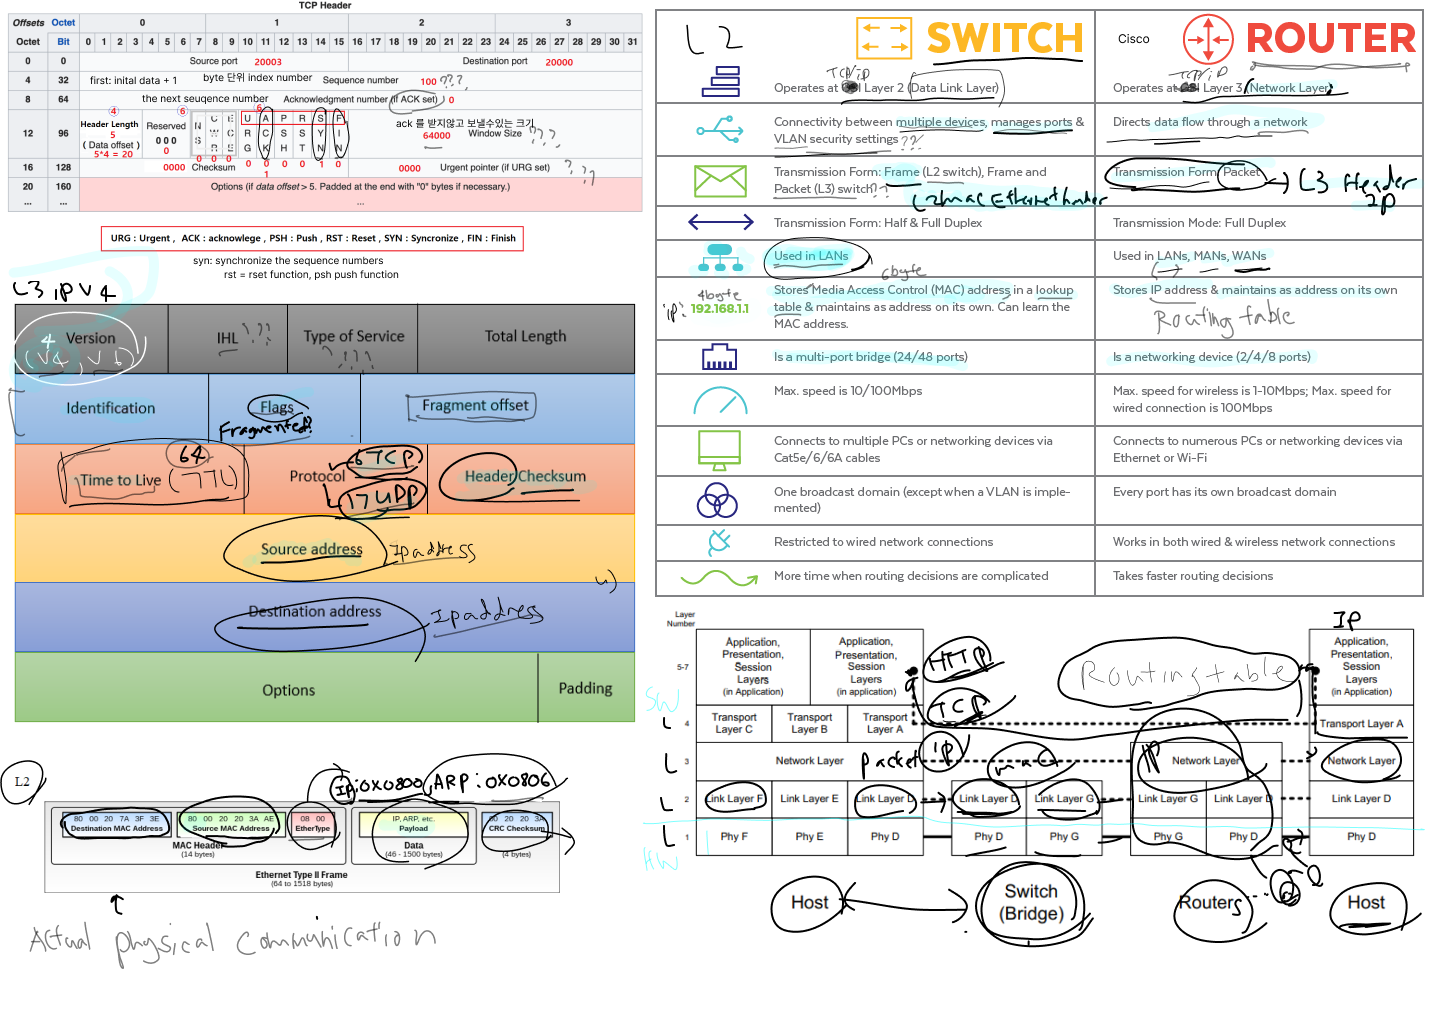 TCP Header
Offsets Octet 0 1 2 3
Octet Bit 0 1 2 3 4 5 6 7 8 9 10 11 12 13 14 15 16 17 18 19 20 21 22 23 24 25 26 27 28 29 30 31
0 0 Source port 20003 Destination port 20000
4 32 first: inital data + 1 byte 단위 index number Sequence number 100 ???
8 64 the next seuqence number Acknowledgment number (if ACK set) 0
4 6 6
12 96
Header Length
5
( Data offset )
5*4 = 20
Reserved
0 0 0
0
N S
C W R
E C E
U R G
A C K
P S H
R S T
S Y N
F I N
0 0 0 0 0 0 0 1 0
1
ack 를 받지않고 보낼수있는 크기
64000 Window Size ???
16 128 0000 Checksum 0000 Urgent pointer (if URG set) ???
20 160 Options (if data offset > 5. Padded at the end with "0" bytes if necessary.)
... ... ...
URG : Urgent , ACK : acknowlege , PSH : Push , RST : Reset , SYN : Syncronize , FIN : Finish
syn: synchronize the sequence numbers
rst = rset function, psh push function
L3 ip v4
Version 4 (v4, v6)
IHL ???
Type of Service ????
Total Length
Identification
Flags
Fragmented?
Fragment offset
Time to Live (TTL) 64
Protocol 6 TCP
17 UDP
Header Checksum
Source address Ipaddress
Destination address Ipaddress
Options
Padding
L2
IP:0x0800, ARP:0x0806
80 00 20 7A 3F 3E
Destination MAC Address
80 00 20 20 3A AE
Source MAC Address
08 00
EtherType
IP, ARP, etc.
Payload
00 20 20 3A
CRC Checksum
MAC Header
(14 bytes)
Data
(46 - 1500 bytes)
(4 bytes)
Ethernet Type II Frame
(64 to 1518 bytes)
Actual physical communication
L2
SWITCH
Cisco
ROUTER
TCP/iP
Operates at Layer 2 (Data Link Layer)
TCP/iP
Operates at Layer 3 (Network Layer)
Connectivity between multiple devices, manages ports &
VLAN security settings ??
Directs data flow through a network
Transmission Form: Frame (L2 switch), Frame and
Packet (L3) switch??
L2 mac Ethernet header
Transmission Form: Packet
L3 Header
IP
Transmission Form: Half & Full Duplex
Transmission Mode: Full Duplex
Used in LANs
Used in LANs, MANs, WANs
6byte
4byte
ip:
192.168.1.1
Stores Media Access Control (MAC) address in a lookup
table & maintains as address on its own. Can learn the
MAC address.
Stores IP address & maintains as address on its own
Routing table
Is a multi-port bridge (24/48 ports)
Is a networking device (2/4/8 ports)
Max. speed is 10/100Mbps
Max. speed for wireless is 1-10Mbps; Max. speed for
wired connection is 100Mbps
Connects to multiple PCs or networking devices via
Cat5e/6/6A cables
Connects to numerous PCs or networking devices via
Ethernet or Wi-Fi
One broadcast domain (except when a VLAN is imple-
mented)
Every port has its own broadcast domain
Restricted to wired network connections
Works in both wired & wireless network connections
More time when routing decisions are complicated
Takes faster routing decisions
Layer
Number
IP
5-7
Application,
Presentation,
Session
Layers
(in Application)
Application,
Presentation,
Session
Layers
(in application)
HTTP
Routing table
Application,
Presentation,
Session
Layers
(in Application)
SW
L 4
Transport
Layer C
Transport
Layer B
Transport
Layer A
TCP
Transport Layer A
L 3
Network Layer
packet
IP
mac
IP
Network Layer
Network Layer
L 2
Link Layer F
Link Layer E
Link Layer D
Link Layer D
Link Layer G
Link Layer G
Link Layer D
Link Layer D
L 1
Phy F
Phy E
Phy D
Phy D
Phy G
Phy G
Phy D
Phy D
HW
Host
Switch
(Bridge)
Routers
Host